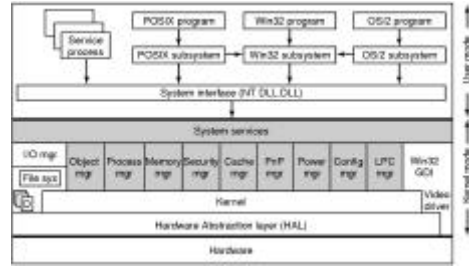 POSIX program
Win32 program
OS/2 program
Service process
POSIX subsystem
Win32 subsystem
OS/2 subsystem
System interface (NT DLL.DLL)
System services
I/O mgr
File sys
Object mgr
Process mgr
Memory mgr
Security mgr
Cache mgr
PnP mgr
Power mgr
Config mgr
LPC mgr
Win32 GDI
Video driver
Kernel
Hardware Abstraction layer (HAL)
Hardware
User mode
Kernel mode